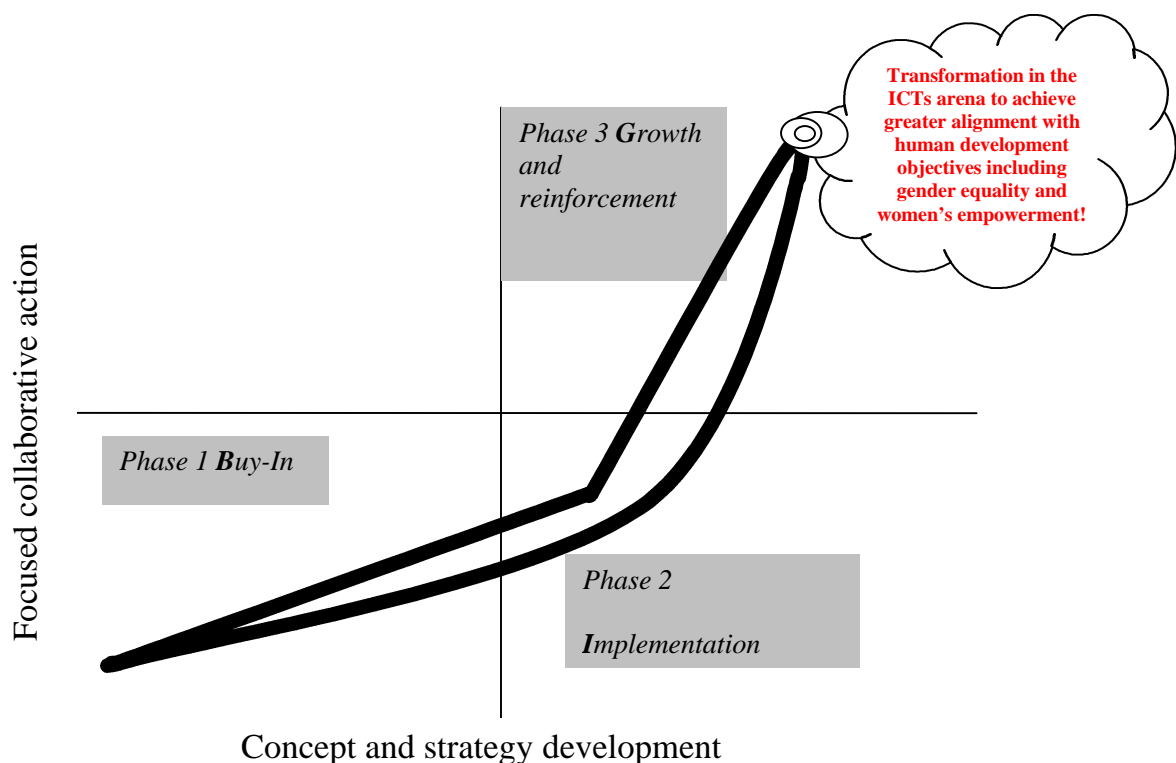 Transformation in the
ICTs arena to achieve
greater alignment with
human development
objectives including
gender equality and
women’s empowerment!
Phase 3 Growth
and
reinforcement
Focused collaborative action
Phase 1 Buy-In
Phase 2
Implementation
Concept and strategy development